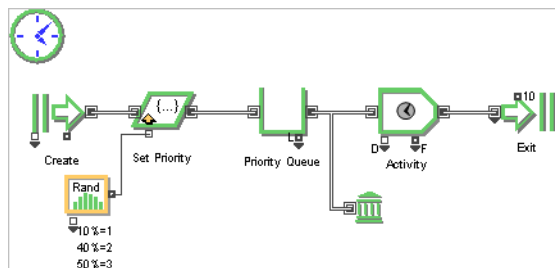 {...}
10
Create
Set Priority
Priority Queue
D
F
Activity
Exit
Rand
10%=1
40%=2
50%=3